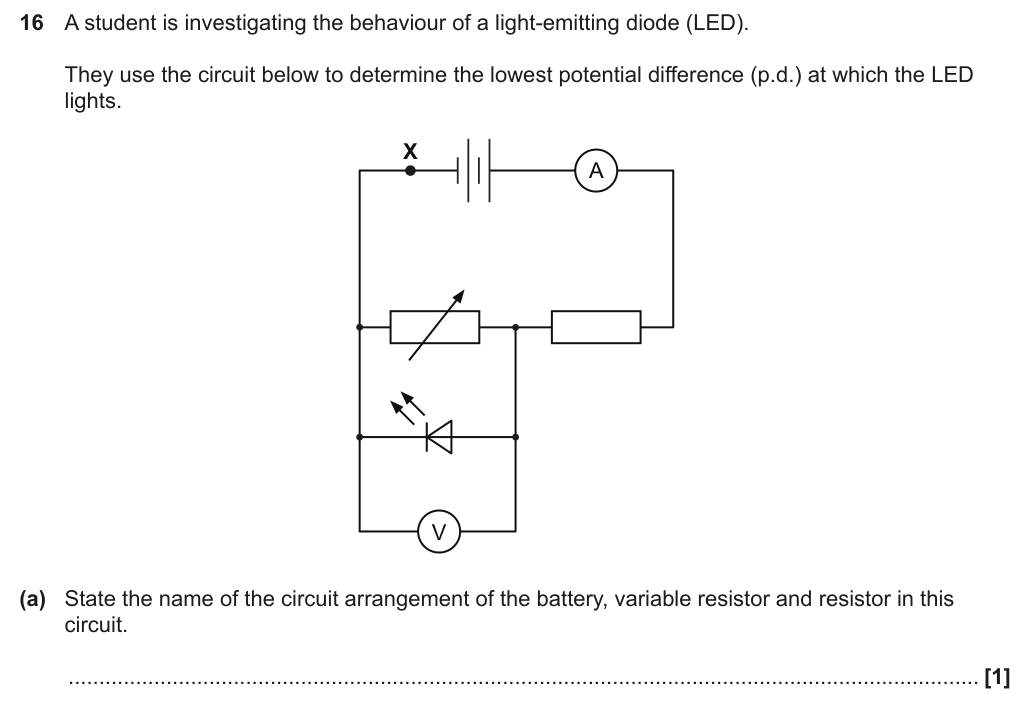 16 A student is investigating the behaviour of a light-emitting diode (LED).
They use the circuit below to determine the lowest potential difference (p.d.) at which the LED
lights.
X
A
V
(a) State the name of the circuit arrangement of the battery, variable resistor and resistor in this
circuit.
.......................................................................................................................................................... [1]